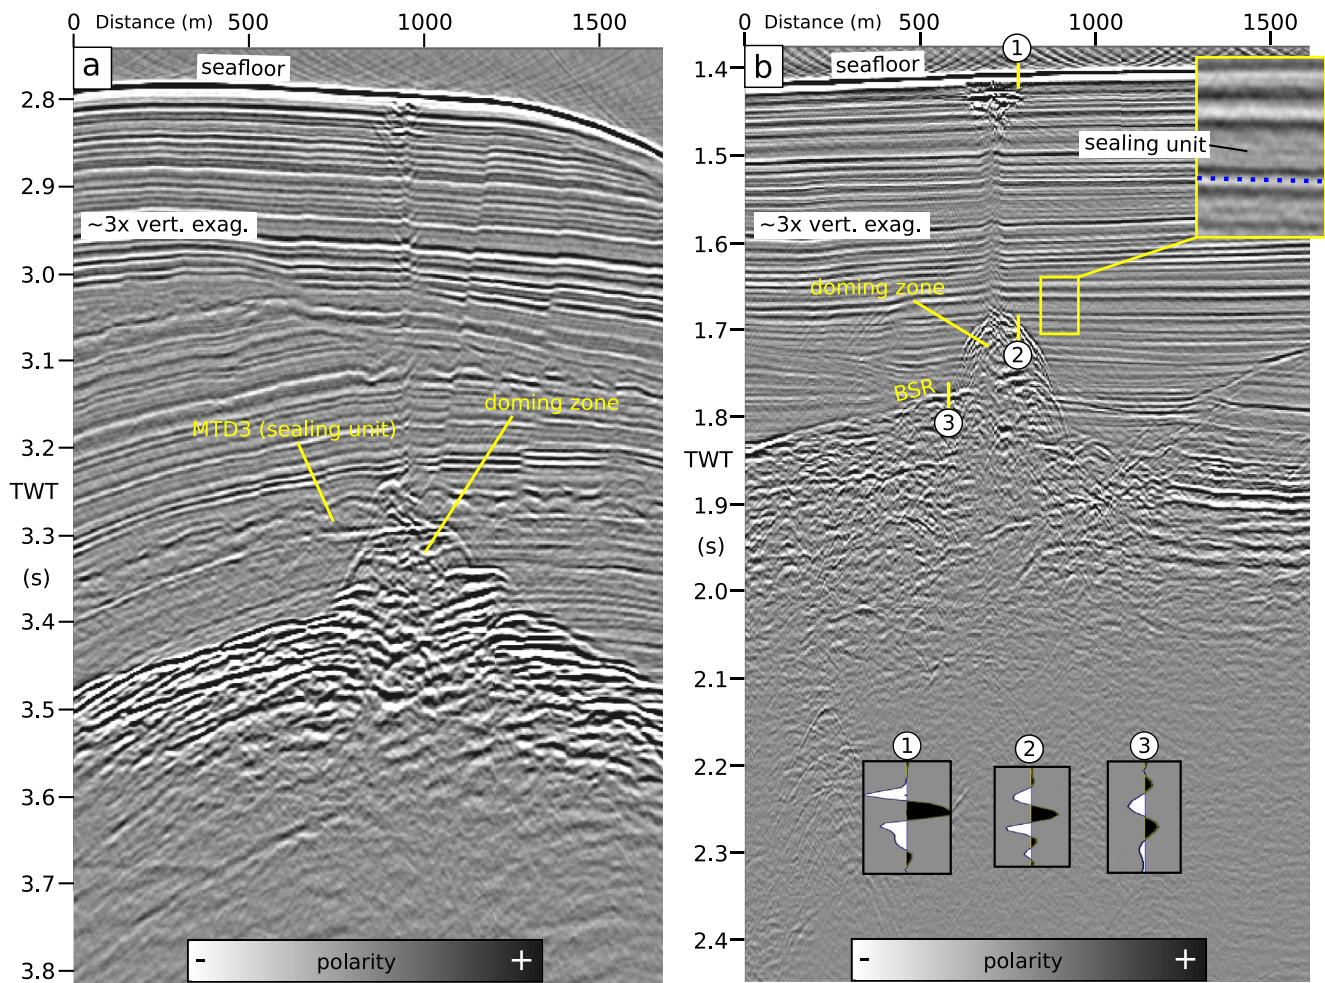 0 Distance (m) 500 1000 1500
a
seafloor
2.8
2.9
~3x vert. exag.
3.0
3.1
doming zone
MTD3 (sealing unit)
3.2
TWT
3.3
(s)
3.4
3.5
3.6
3.7
3.8
- polarity +
0 Distance (m) 500 1000 1500
1
b
seafloor
1.4
sealing unit
1.5
~3x vert. exag.
1.6
doming zone
1.7
2
BSR
3
1.8
TWT
1.9
(s)
2.0
2.1
2.2
1 2 3
2.3
2.4
- polarity +